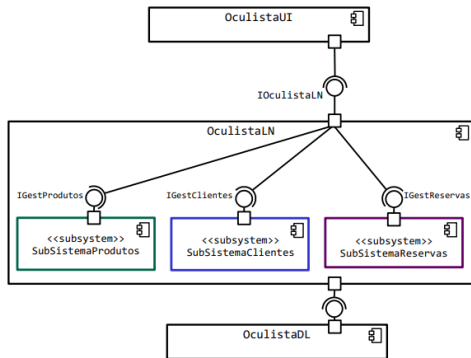 OculistaUI
IOculistaLN
OculistaLN
IGestProdutos
IGestClientes
IGestReservas
<<subsystem>>
SubSistemaProdutos
<<subsystem>>
SubSistemaClientes
<<subsystem>>
SubSistemaReservas
OculistaDL